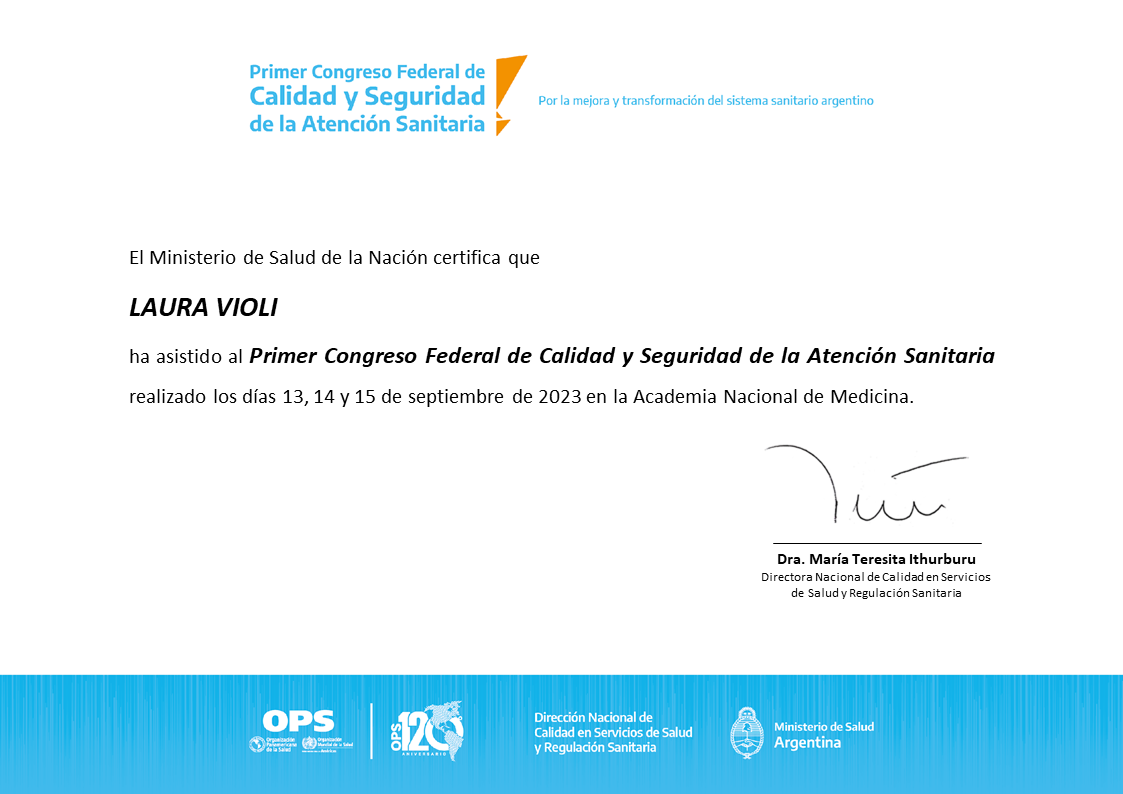 Primer Congreso Federal de
Calidad y Seguridad
de la Atención Sanitaria
Por la mejora y transformación del sistema sanitario argentino
El Ministerio de Salud de la Nación certifica que
LAURA VIOLI
ha asistido al Primer Congreso Federal de Calidad y Seguridad de la Atención Sanitaria
realizado los días 13, 14 y 15 de septiembre de 2023 en la Academia Nacional de Medicina.
Dra. María Teresita Ithurburu
Directora Nacional de Calidad en Servicios
de Salud y Regulación Sanitaria
OPS
Organización
Panamericana
de la Salud
Organización
Mundial de la Salud
OPS
120
ANIVERSARIO
Dirección Nacional de
Calidad en Servicios de Salud
y Regulación Sanitaria
Ministerio de Salud
Argentina